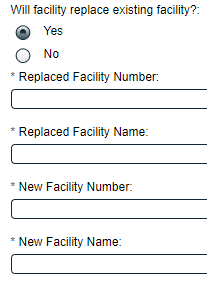 Will facility replace existing facility?:
Yes
No
* Replaced Facility Number:
* Replaced Facility Name:
* New Facility Number:
* New Facility Name: